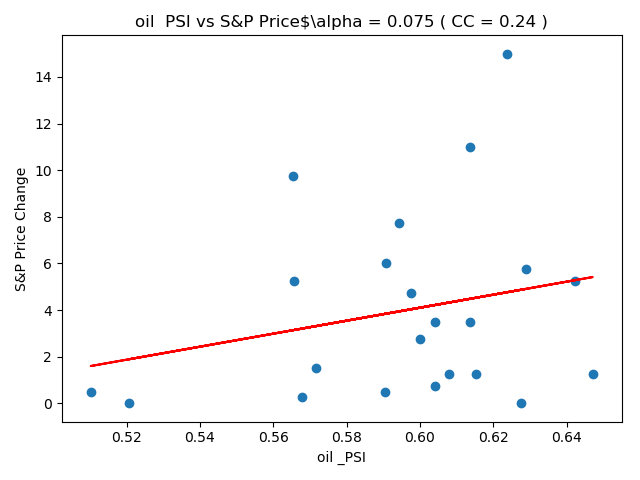 oil  PSI vs S&P Price$\alpha = 0.075 ( CC = 0.24 )
14
12
10
8
6
4
2
0
S&P Price Change
0.52 0.54 0.56 0.58 0.60 0.62 0.64
oil _PSI